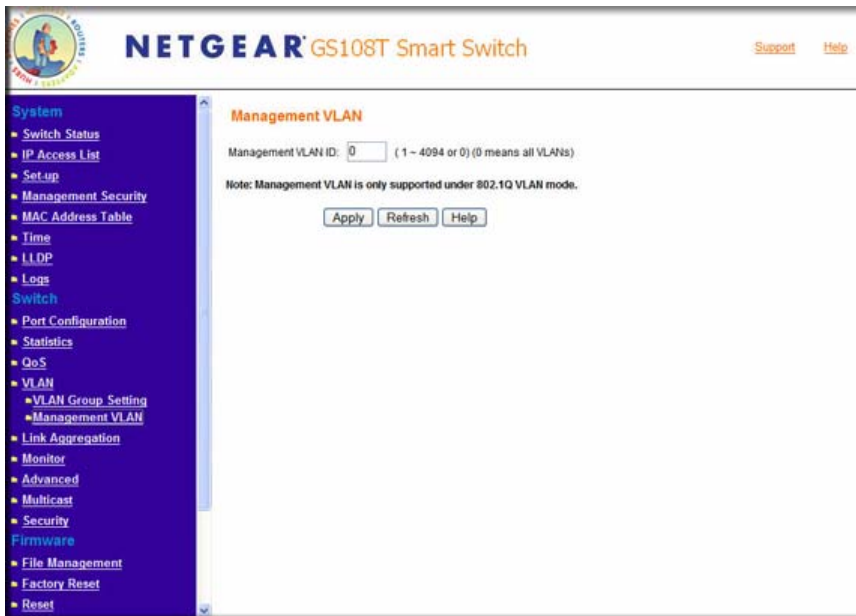 NETGEAR GS108T Smart Switch
Support Help
System
Switch Status
IP Access List
Set-up
Management Security
MAC Address Table
Time
LLDP
Logs
Switch
Port Configuration
Statistics
QoS
VLAN
VLAN Group Setting
Management VLAN
Link Aggregation
Monitor
Advanced
Multicast
Security
Firmware
File Management
Factory Reset
Reset
Management VLAN
Management VLAN ID: 0 ( 1 ~ 4094 or 0) (0 means all VLANs)
Note: Management VLAN is only supported under 802.1Q VLAN mode.
Apply Refresh Help